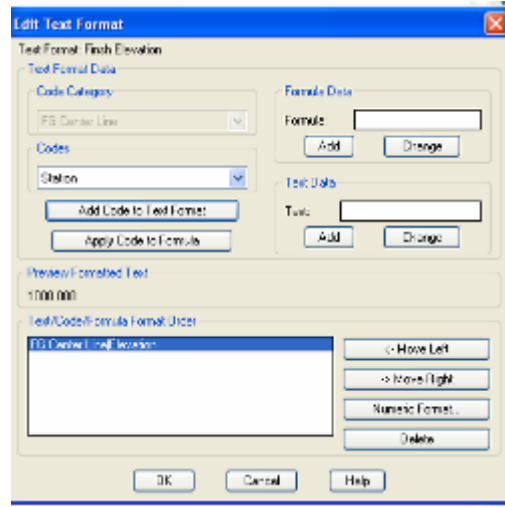 Edit Text Format
Text Format: Finsh Elevation
Text Format Data
Code Category
FG Center Line
Codes
Station
Add Code to Text Format
Apply Code to Formula
Formula Data
Formula:
Add Change
Text Data
Text:
Add Change
Preview Formatted Text
1000.000
Text/Code/Formula Format Order
FG Center Line|Elevation
<- Move Left
-> Move Right
Numeric Format...
Delete
OK Cancel Help